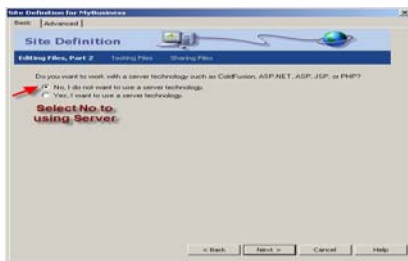 Site Definition for MyBusiness
Basic Advanced
Site Definition
Editing Files, Part 2 Testing Files Sharing Files
Do you want to work with a server technology such as ColdFusion, ASP.NET, ASP, JSP, or PHP?
No, I do not want to use a server technology.
Yes, I want to use a server technology.
Select No to
using Server
< Back Next > Cancel Help